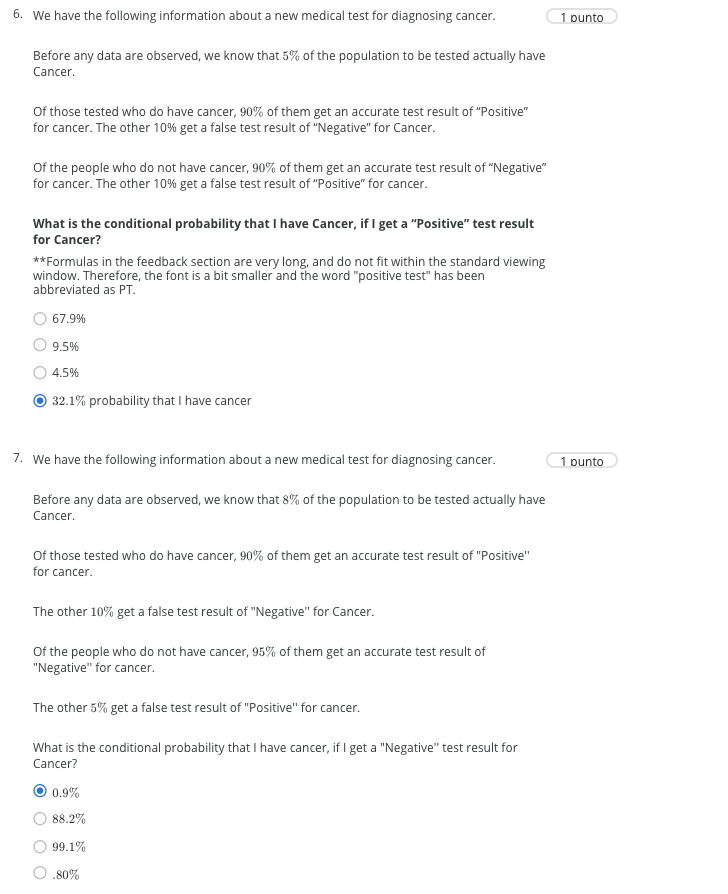 6. We have the following information about a new medical test for diagnosing cancer. 1 punto
Before any data are observed, we know that 5% of the population to be tested actually have
Cancer.
Of those tested who do have cancer, 90% of them get an accurate test result of “Positive”
for cancer. The other 10% get a false test result of “Negative” for Cancer.
Of the people who do not have cancer, 90% of them get an accurate test result of “Negative”
for cancer. The other 10% get a false test result of “Positive” for cancer.
What is the conditional probability that I have Cancer, if I get a “Positive” test result
for Cancer?
**Formulas in the feedback section are very long, and do not fit within the standard viewing
window. Therefore, the font is a bit smaller and the word "positive test" has been
abbreviated as PT.
67.9%
9.5%
4.5%
32.1% probability that I have cancer
7. We have the following information about a new medical test for diagnosing cancer. 1 punto
Before any data are observed, we know that 8% of the population to be tested actually have
Cancer.
Of those tested who do have cancer, 90% of them get an accurate test result of "Positive"
for cancer.
The other 10% get a false test result of "Negative" for Cancer.
Of the people who do not have cancer, 95% of them get an accurate test result of
"Negative" for cancer.
The other 5% get a false test result of "Positive" for cancer.
What is the conditional probability that I have cancer, if I get a "Negative" test result for
Cancer?
0.9%
88.2%
99.1%
.80%